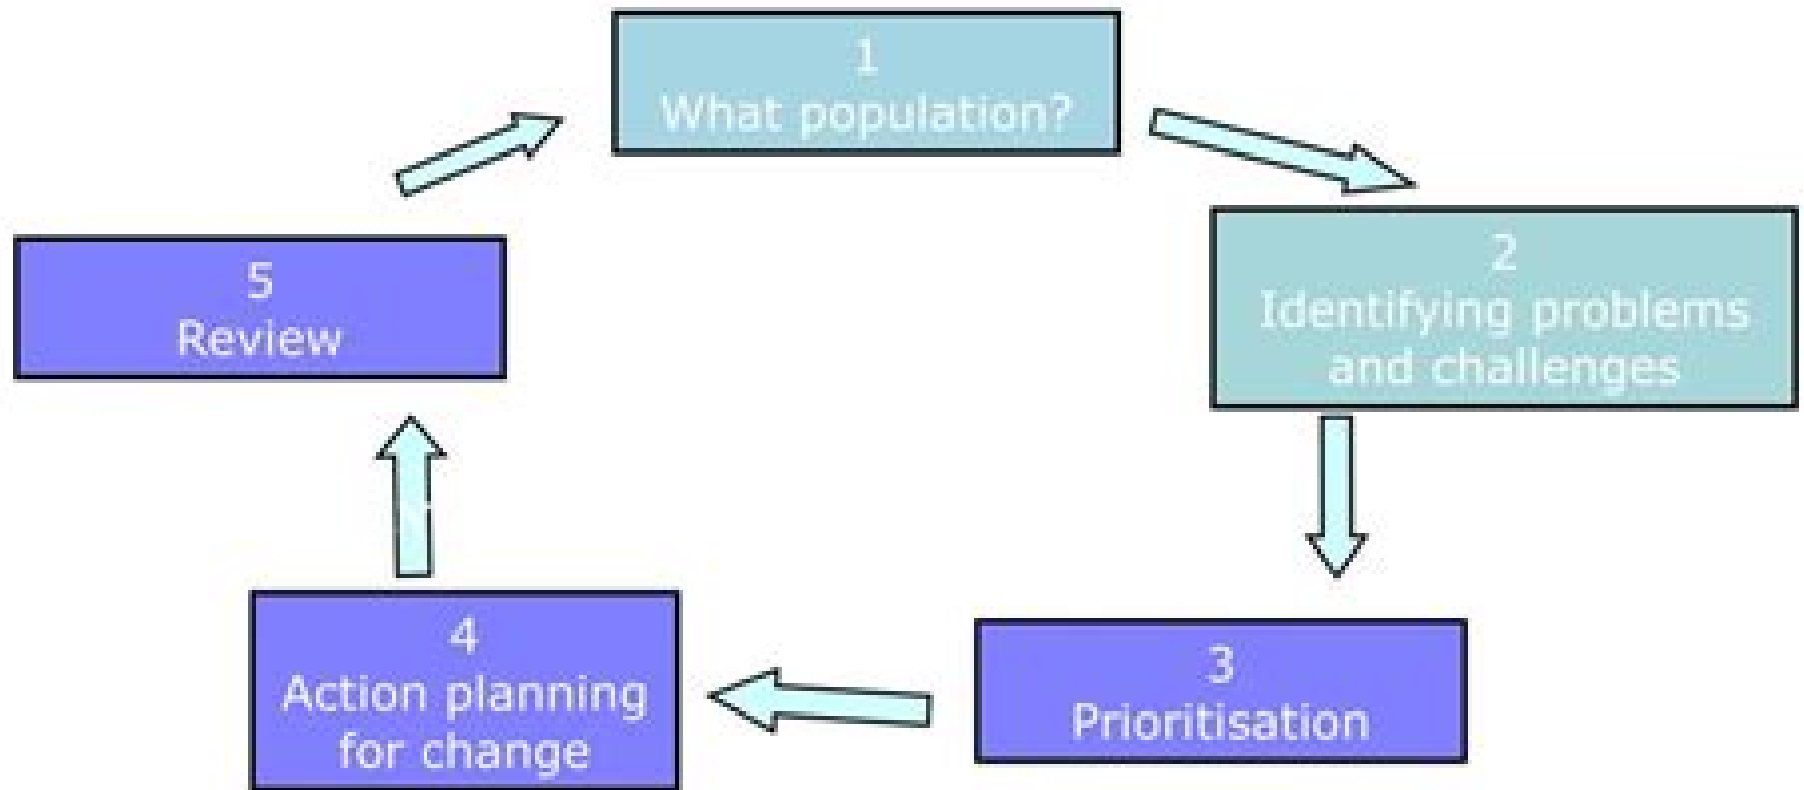 1
What population?
2
Identifying problems
and challenges
3
Prioritisation
4
Action planning
for change
5
Review